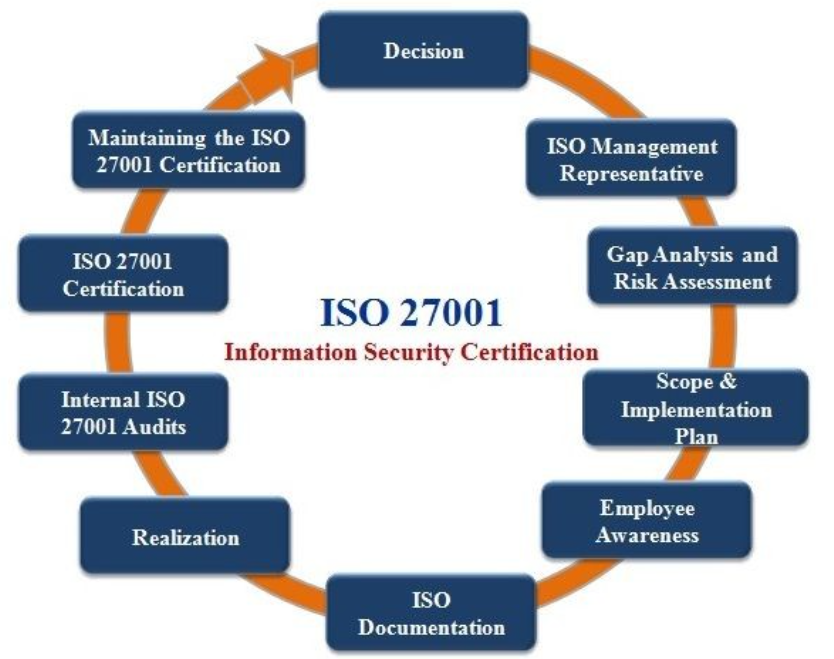 Decision
ISO Management
Representative
Gap Analysis and
Risk Assessment
Scope &
Implementation
Plan
Employee
Awareness
ISO
Documentation
Realization
Internal ISO
27001 Audits
ISO 27001
Certification
Maintaining the ISO
27001 Certification
ISO 27001
Information Security Certification